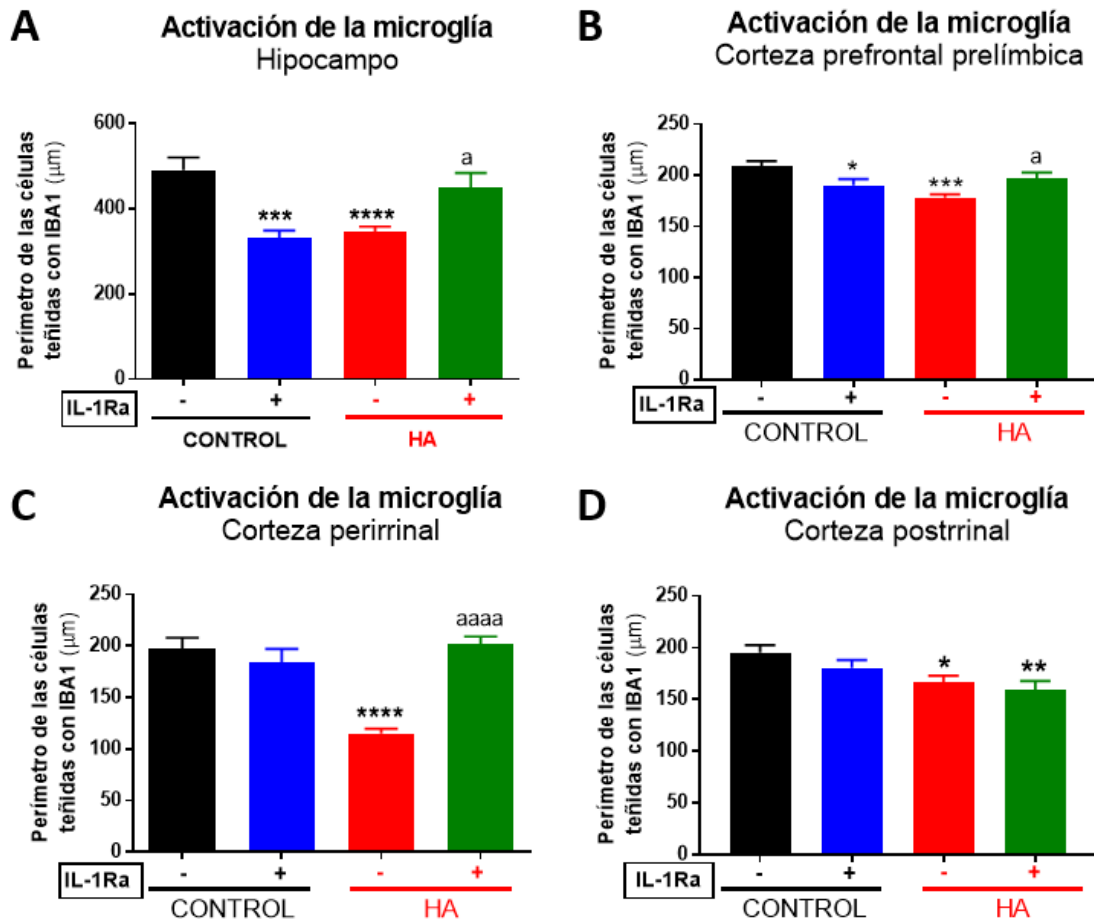 A
Activación de la microglía
Hipocampo
Perímetro de las células
teñidas con IBA1 (μm)
600
400
200
0
***
****
a
IL-1Ra
- + - +
CONTROL HA
B
Activación de la microglía
Corteza prefrontal prelímbica
Perímetro de las células
teñidas con IBA1 (μm)
250
200
150
100
50
0
*
***
a
IL-1Ra
- + - +
CONTROL HA
C
Activación de la microglía
Corteza perirrinal
Perímetro de las células
teñidas con IBA1 (μm)
250
200
150
100
50
0
****
aaaa
IL-1Ra
- + - +
CONTROL HA
D
Activación de la microglía
Corteza postrrinal
Perímetro de las células
teñidas con IBA1 (μm)
250
200
150
100
50
0
*
**
IL-1Ra
- + - +
CONTROL HA